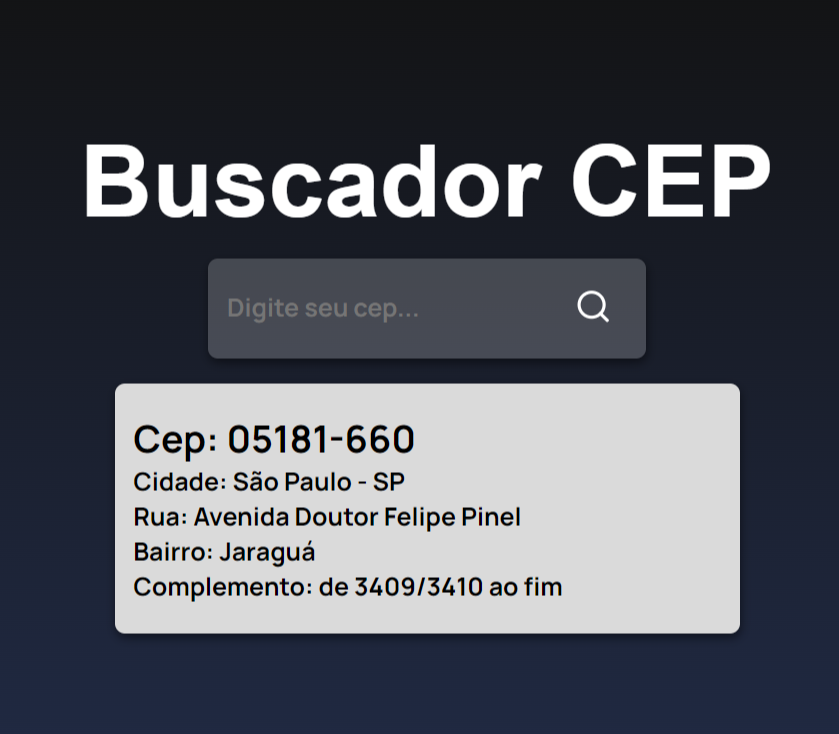 Buscador CEP
Digite seu cep...
Cep: 05181-660
Cidade: São Paulo - SP
Rua: Avenida Doutor Felipe Pinel
Bairro: Jaraguá
Complemento: de 3409/3410 ao fim